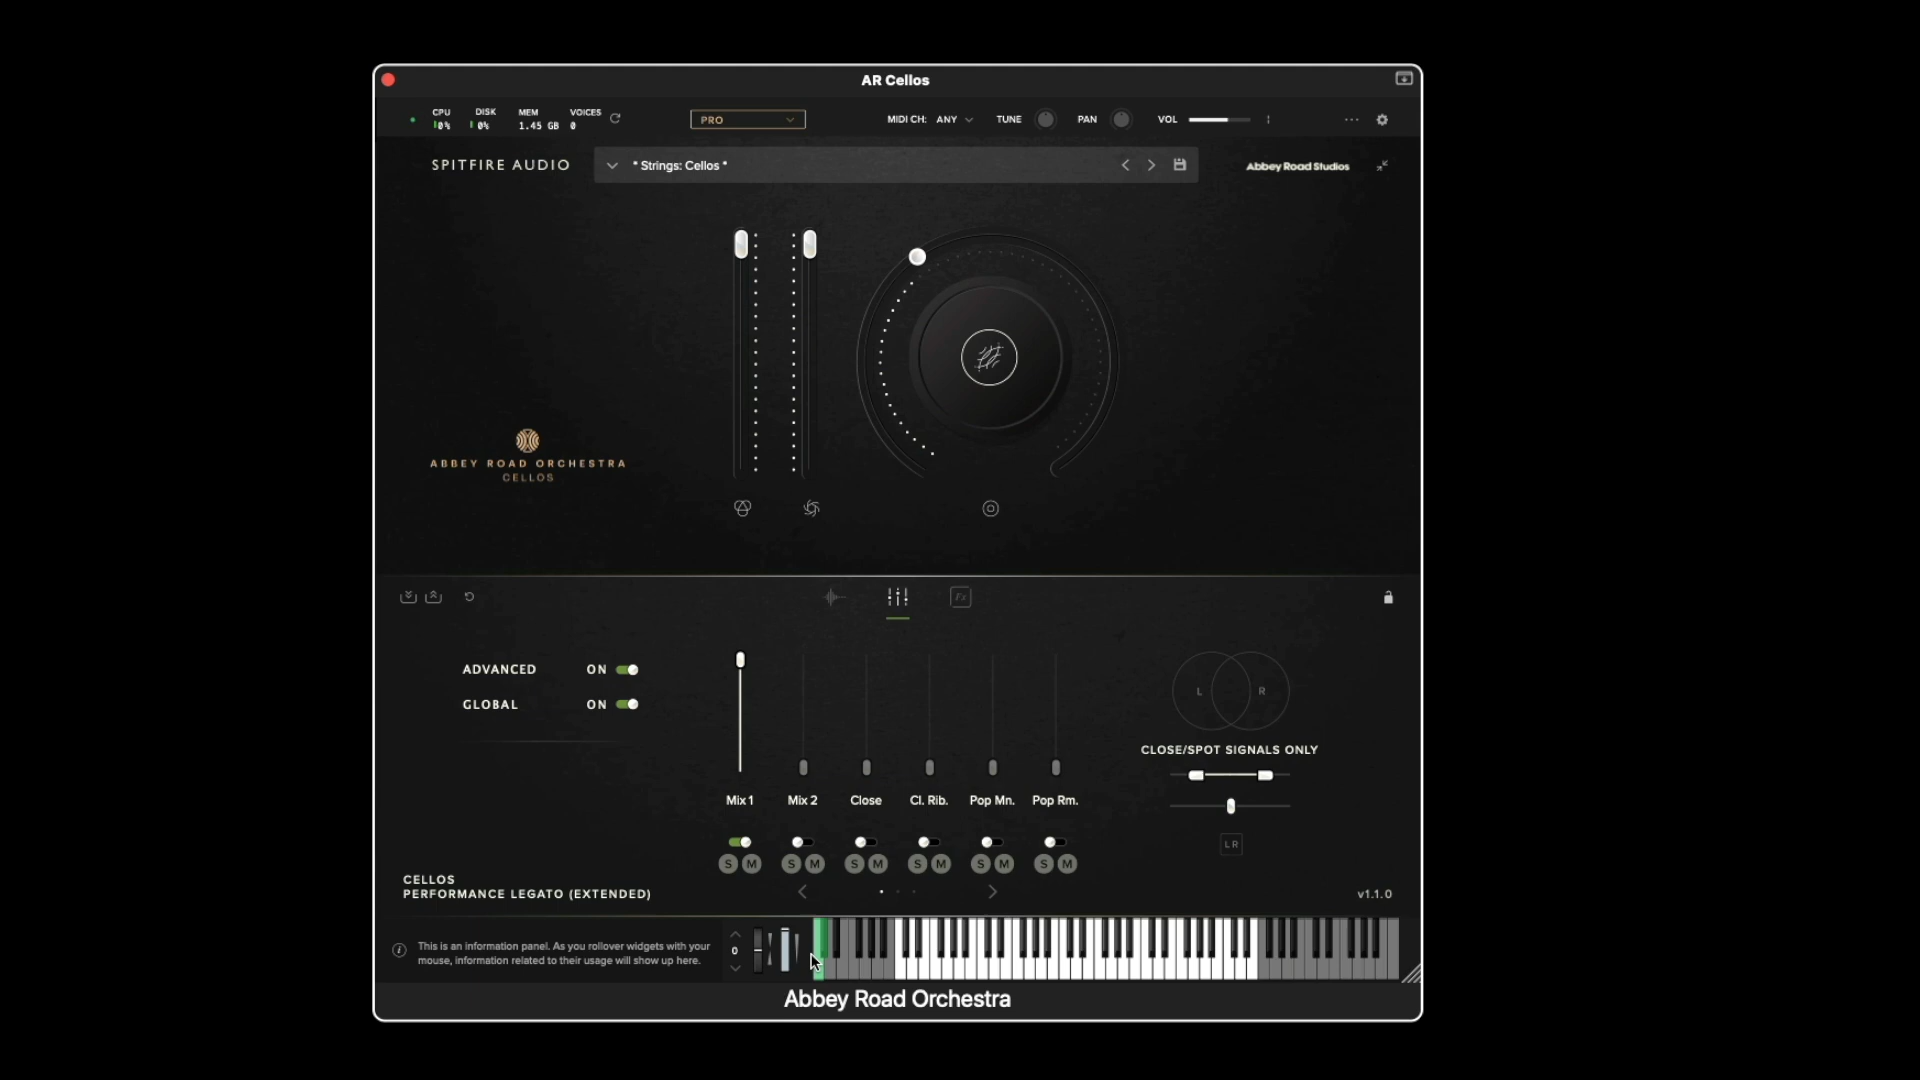 AR Cellos
CPU DISK MEM VOICES
0% 0% 1.45 GB 0
PRO
MIDI CH: ANY TUNE PAN VOL
SPITFIRE AUDIO
* Strings: Cellos *
Abbey Road Studios
ABBEY ROAD ORCHESTRA
CELLOS
Fx
ADVANCED ON
GLOBAL ON
L R
CLOSE/SPOT SIGNALS ONLY
Mix 1 Mix 2 Close Cl. Rib. Pop Mn. Pop Rm.
S M S M S M S M S M S M
LR
CELLOS
PERFORMANCE LEGATO (EXTENDED)
v1.1.0
This is an information panel. As you rollover widgets with your
mouse, information related to their usage will show up here.
0
Abbey Road Orchestra